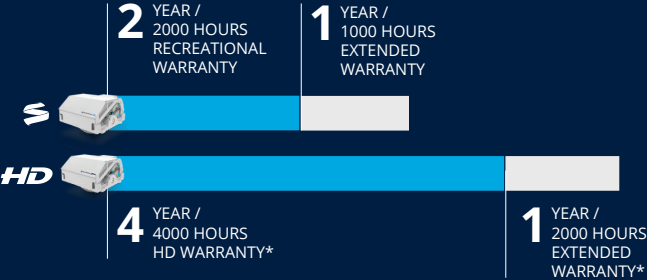 2 YEAR /
2000 HOURS
RECREATIONAL
WARRANTY
1 YEAR /
1000 HOURS
EXTENDED
WARRANTY
S
HD
4 YEAR /
4000 HOURS
HD WARRANTY*
1 YEAR /
2000 HOURS
EXTENDED
WARRANTY*